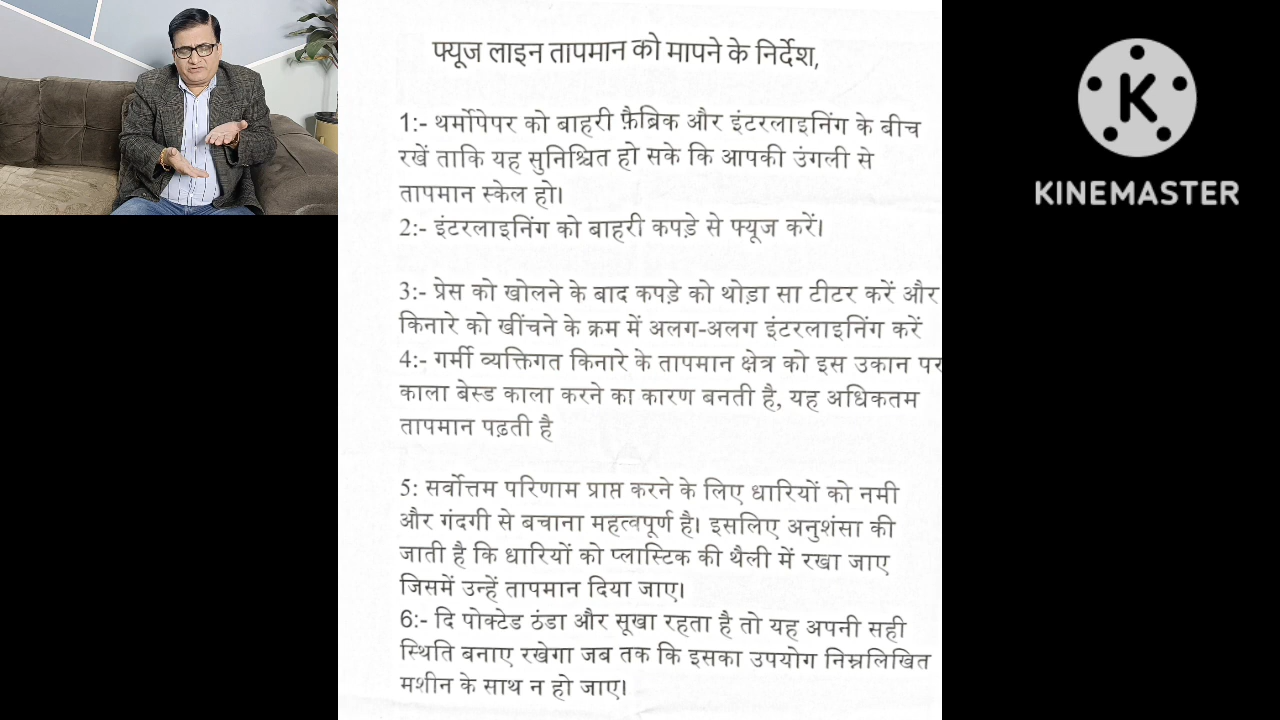 फ्यूज लाइन तापमान को मापने के निर्देश,
1:- थर्मोपेपर को बाहरी फ़ैब्रिक और इंटरलाइनिंग के बीच
रखें ताकि यह सुनिश्चित हो सके कि आपकी उंगली से
तापमान स्केल हो।
2:- इंटरलाइनिंग को बाहरी कपड़े से फ्यूज करें।
3:- प्रेस को खोलने के बाद कपड़े को थोड़ा सा टीटर करें और
किनारे को खींचने के क्रम में अलग-अलग इंटरलाइनिंग करें
4:- गर्मी व्यक्तिगत किनारे के तापमान क्षेत्र को इस उकान पर
काला बेस्ड काला करने का कारण बनती है, यह अधिकतम
तापमान पढ़ती है
5: सर्वोत्तम परिणाम प्राप्त करने के लिए धारियों को नमी
और गंदगी से बचाना महत्वपूर्ण है। इसलिए अनुशंसा की
जाती है कि धारियों को प्लास्टिक की थैली में रखा जाए
जिसमें उन्हें तापमान दिया जाए।
6:- दि पोक्टेड ठंडा और सूखा रहता है तो यह अपनी सही
स्थिति बनाए रखेगा जब तक कि इसका उपयोग निम्नलिखित
मशीन के साथ न हो जाए।
K
KINEMASTER